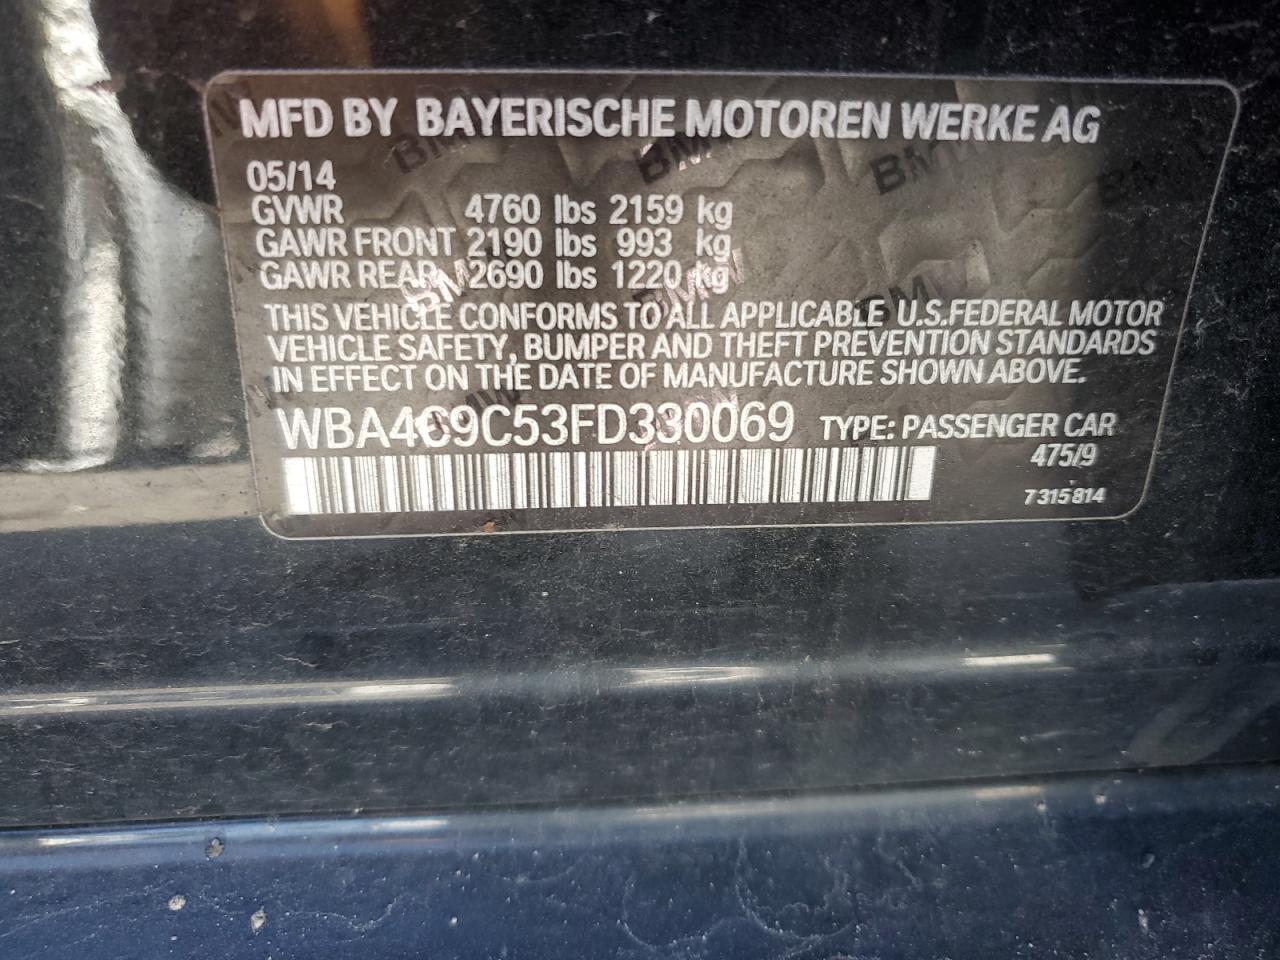 MFD BY BAYERISCHE MOTOREN WERKE AG
05/14
GVWR 4760 lbs 2159 kg
GAWR FRONT 2190 lbs 993 kg
GAWR REAR 2690 lbs 1220 kg
THIS VEHICLE CONFORMS TO ALL APPLICABLE U.S.FEDERAL MOTOR
VEHICLE SAFETY, BUMPER AND THEFT PREVENTION STANDARDS
IN EFFECT ON THE DATE OF MANUFACTURE SHOWN ABOVE.
WBA4C9C53FD330069 TYPE: PASSENGER CAR
475/9
7315814